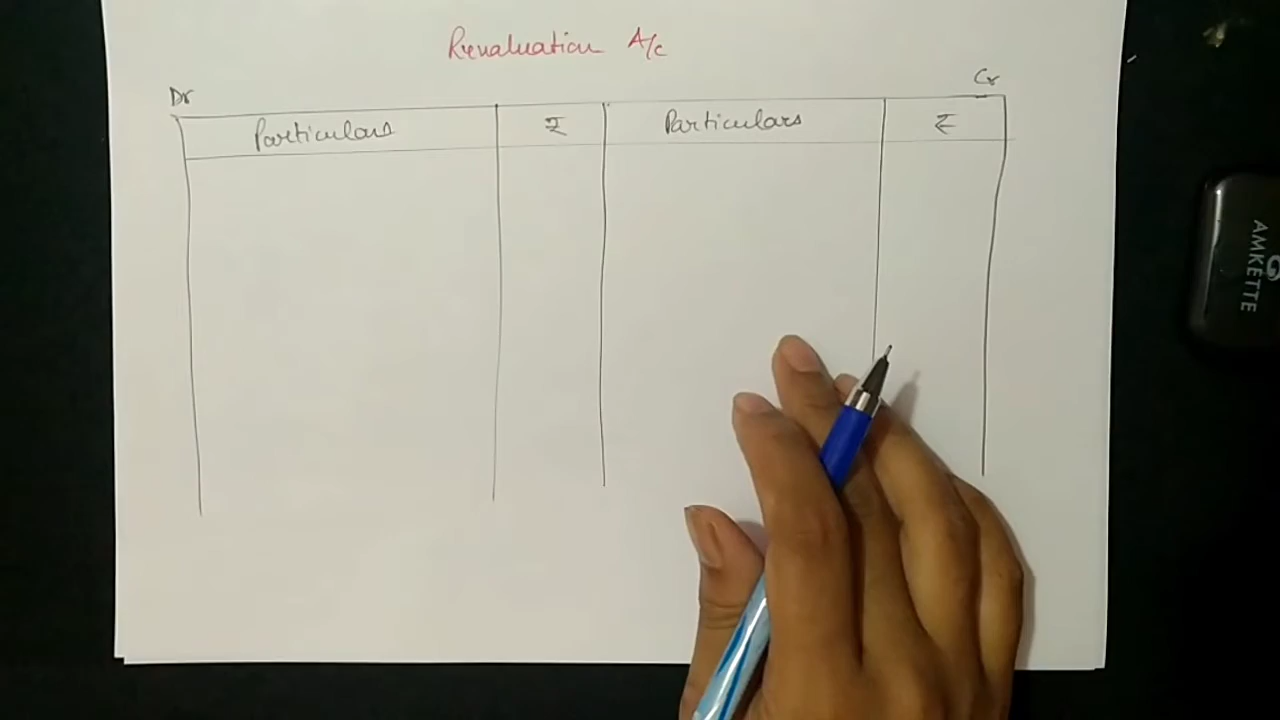 Revaluation A/c
Dr Cr
Particulars ₹ Particulars ₹
AMKETTE